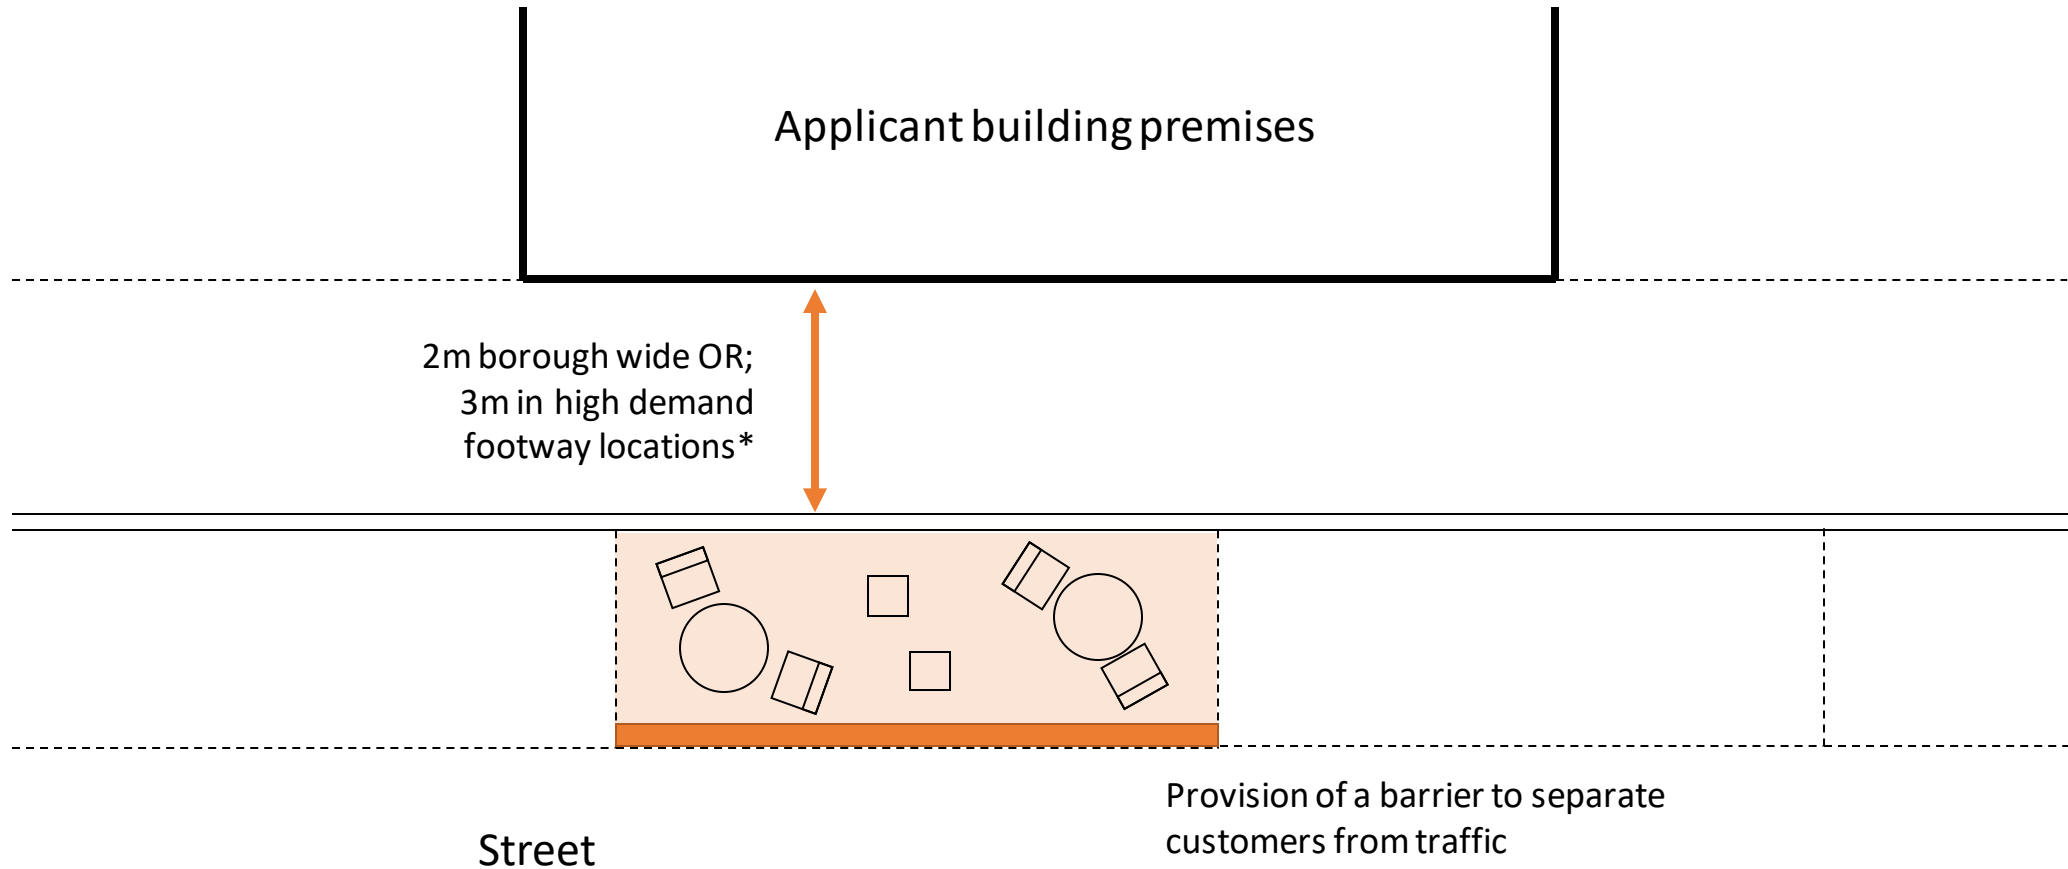 Applicant building premises
2m borough wide OR;
3m in high demand
footway locations*
Provision of a barrier to separate
customers from traffic
Street